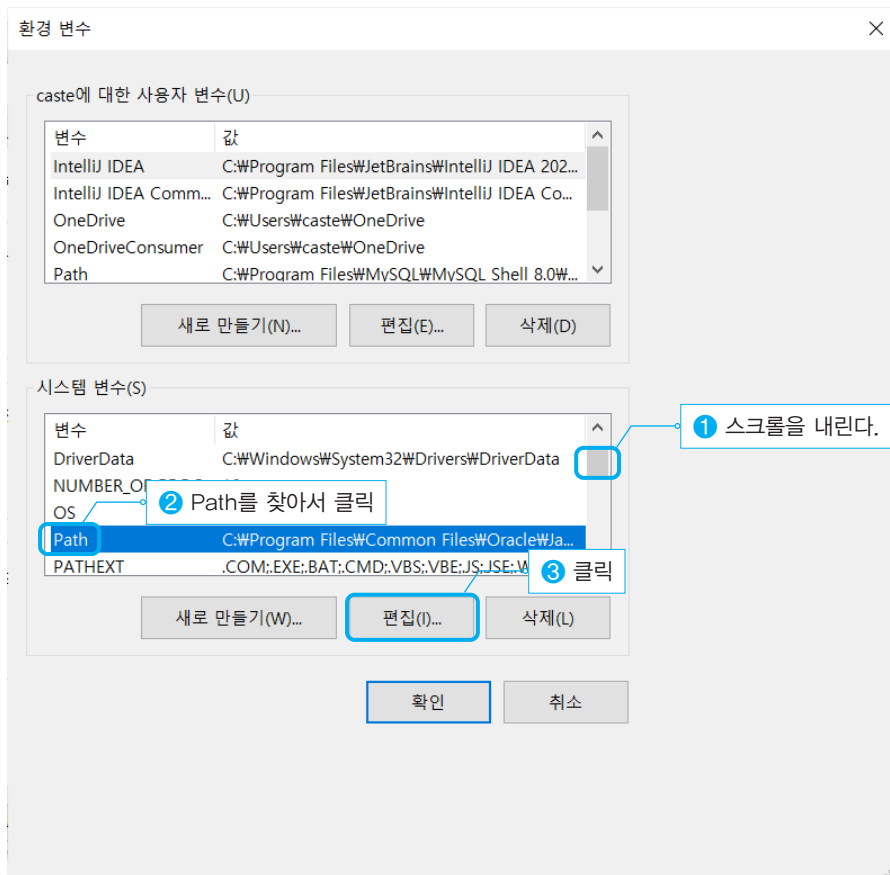 환경 변수
caste에 대한 사용자 변수(U)
변수 값
IntelliJ IDEA C:₩Program Files₩JetBrains₩IntelliJ IDEA 202...
IntelliJ IDEA Comm... C:₩Program Files₩JetBrains₩IntelliJ IDEA Co...
OneDrive C:₩Users₩caste₩OneDrive
OneDriveConsumer C:₩Users₩caste₩OneDrive
Path C:₩Program Files₩MySQL₩MySQL Shell 8.0₩...
새로 만들기(N)... 편집(E)... 삭제(D)
시스템 변수(S)
변수 값
❶ 스크롤을 내린다.
DriverData C:₩Windows₩System32₩Drivers₩DriverData
❷ Path를 찾아서 클릭
OS
Path C:₩Program Files₩Common Files₩Oracle₩Ja...
PATHEXT .COM;.EXE;.BAT;.CMD;.VBS;.VBE;.JS;.JSE;.W
❸ 클릭
새로 만들기(W)... 편집(I)... 삭제(L)
확인 취소